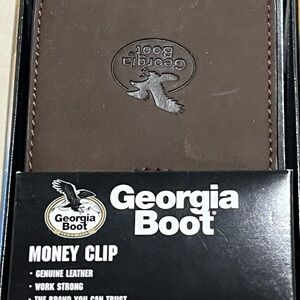 Georgia
Boot
Georgia
Boot
Georgia
Boot
MONEY CLIP
• GENUINE LEATHER
• WORK STRONG
• THE BRAND YOU CAN TRUST